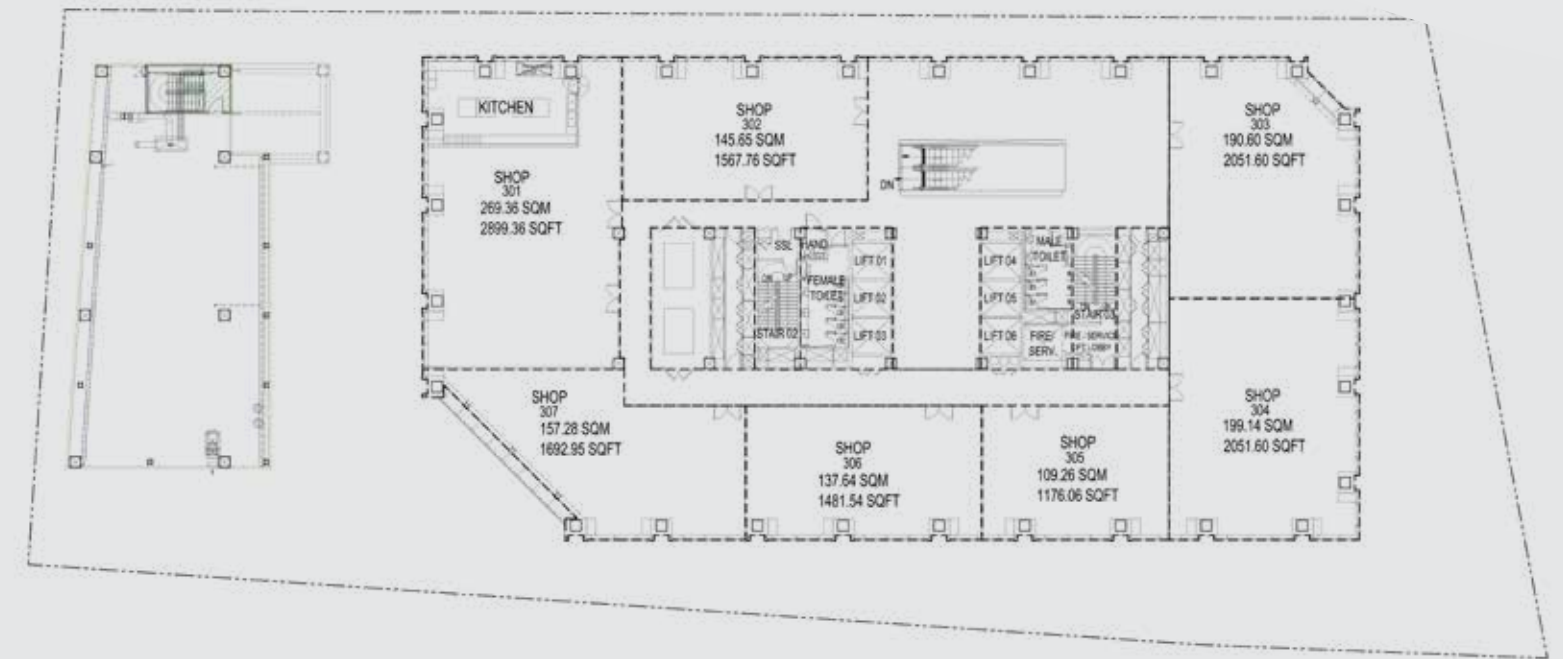 KITCHEN
SHOP
301
269.36 SQM
2899.36 SQFT
SHOP
302
145.65 SQM
1567.76 SQFT
DN
SHOP
303
190.60 SQM
2051.60 SQFT
SSL
HAND
FEMALE
TOILET
STAIR 02
LIFT 01
LIFT 02
LIFT 03
LIFT 04
LIFT 05
LIFT 06
MALE
TOILET
STAIR 03
FIRE/
SERV.
SHOP
304
199.14 SQM
2051.60 SQFT
SHOP
307
157.28 SQM
1692.95 SQFT
SHOP
306
137.64 SQM
1481.54 SQFT
SHOP
305
109.26 SQM
1176.06 SQFT